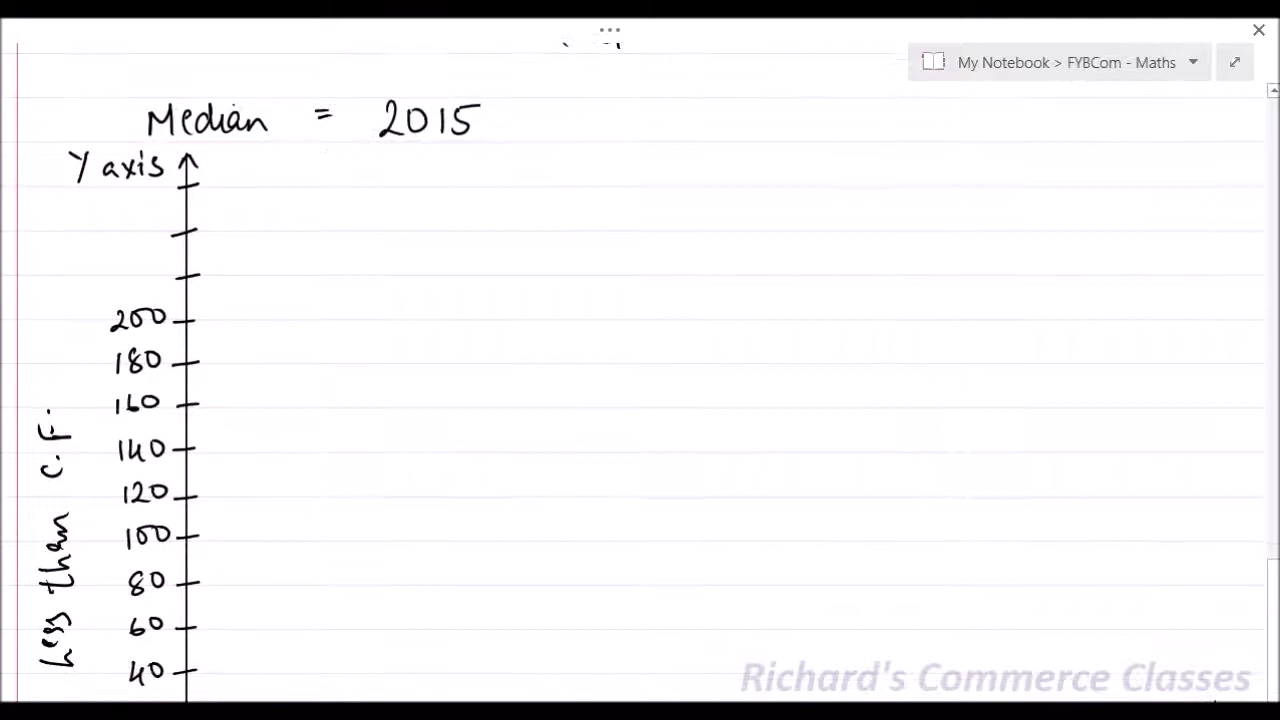 My Notebook > FYBCom - Maths
Median = 2015
Y axis
200
180
160
140
120
100
80
60
40
Less than C.F.
Richard's Commerce Classes